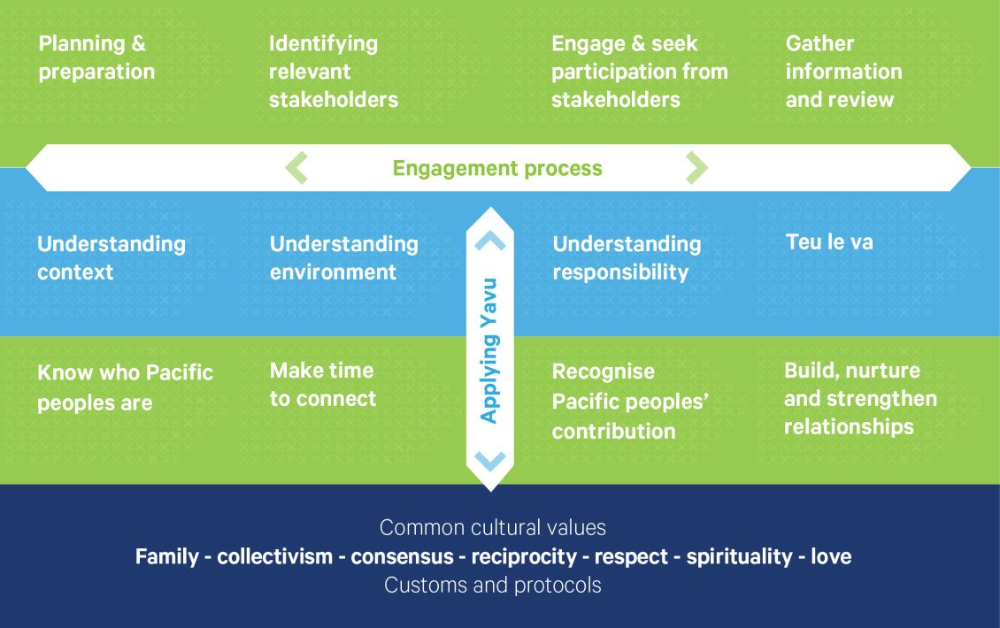 Planning &
preparation
Identifying
relevant
stakeholders
Engage & seek
participation from
stakeholders
Gather
information
and review
Engagement process
Understanding
context
Understanding
environment
Understanding
responsibility
Teu le va
Applying Yavu
Know who Pacific
peoples are
Make time
to connect
Recognise
Pacific peoples’
contribution
Build, nurture
and strengthen
relationships
Common cultural values
Family - collectivism - consensus - reciprocity - respect - spirituality - love
Customs and protocols